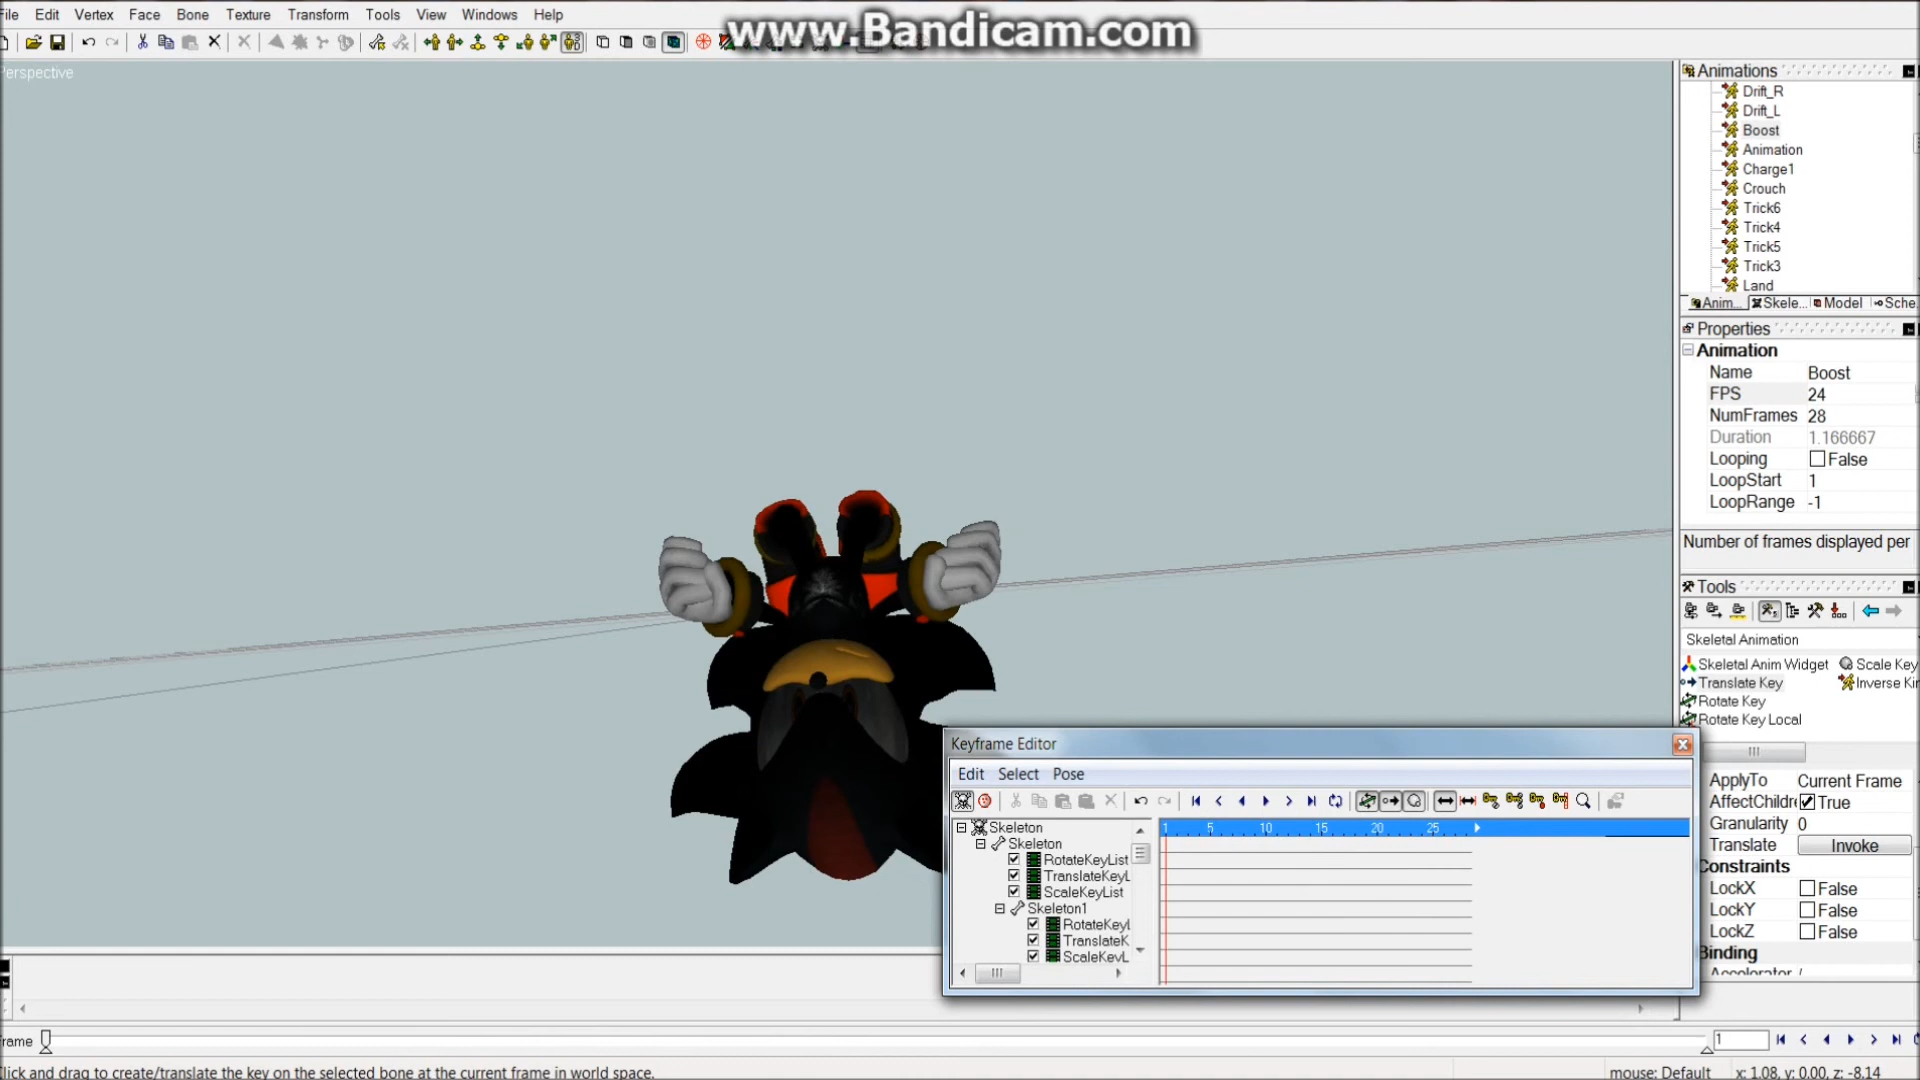 www.Bandicam.com
File Edit Vertex Face Bone Texture Transform Tools View Windows Help
Perspective
Animations
Drift_R
Drift_L
Boost
Animation
Charge1
Crouch
Trick6
Trick4
Trick5
Trick3
Land
Anim... Skele... Model Sche
Properties
Animation
Name Boost
FPS 24
NumFrames 28
Duration 1.166667
Looping False
LoopStart 1
LoopRange -1
Number of frames displayed per
Tools
Skeletal Animation
Skeletal Anim Widget Scale Key
Translate Key Inverse Kin
Rotate Key
Rotate Key Local
ApplyTo Current Frame
AffectChildre True
Granularity 0
Translate Invoke
Constraints
LockX False
LockY False
LockZ False
Binding
Accelerator /
Keyframe Editor
Edit Select Pose
Skeleton 1 5 10 15 20 25
Skeleton
RotateKeyList
TranslateKeyL
ScaleKeyList
Skeleton1
RotateKeyL
TranslateK
ScaleKeyL
rame 1
lick and drag to create/translate the key on the selected bone at the current frame in world space. mouse: Default x: 1.08, y: 0.00, z: -8.14